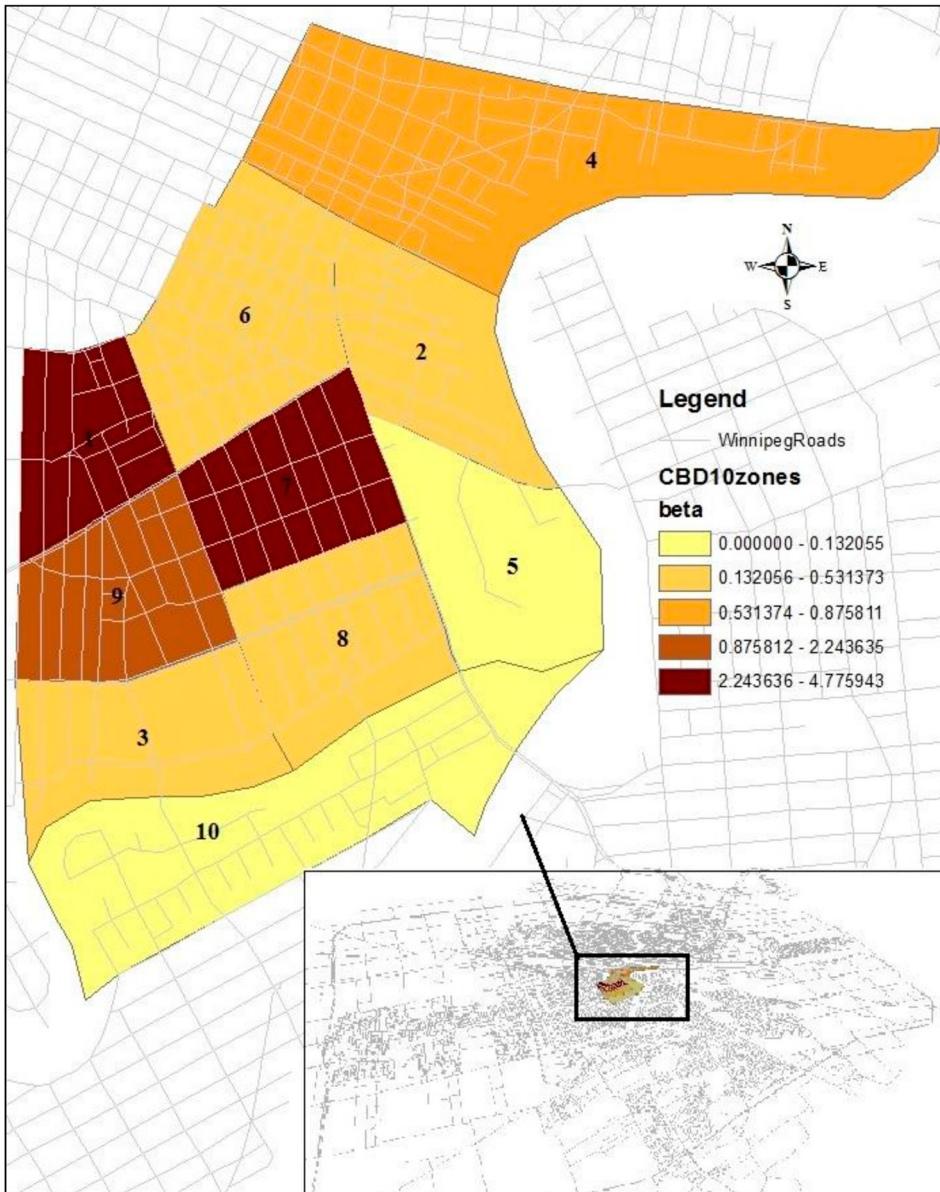 4
N
W E
S
6
2
1
7
5
9
8
3
10
Legend
WinnipegRoads
CBD10zones
beta
0.000000 - 0.132055
0.132056 - 0.531373
0.531374 - 0.875811
0.875812 - 2.243635
2.243636 - 4.775943